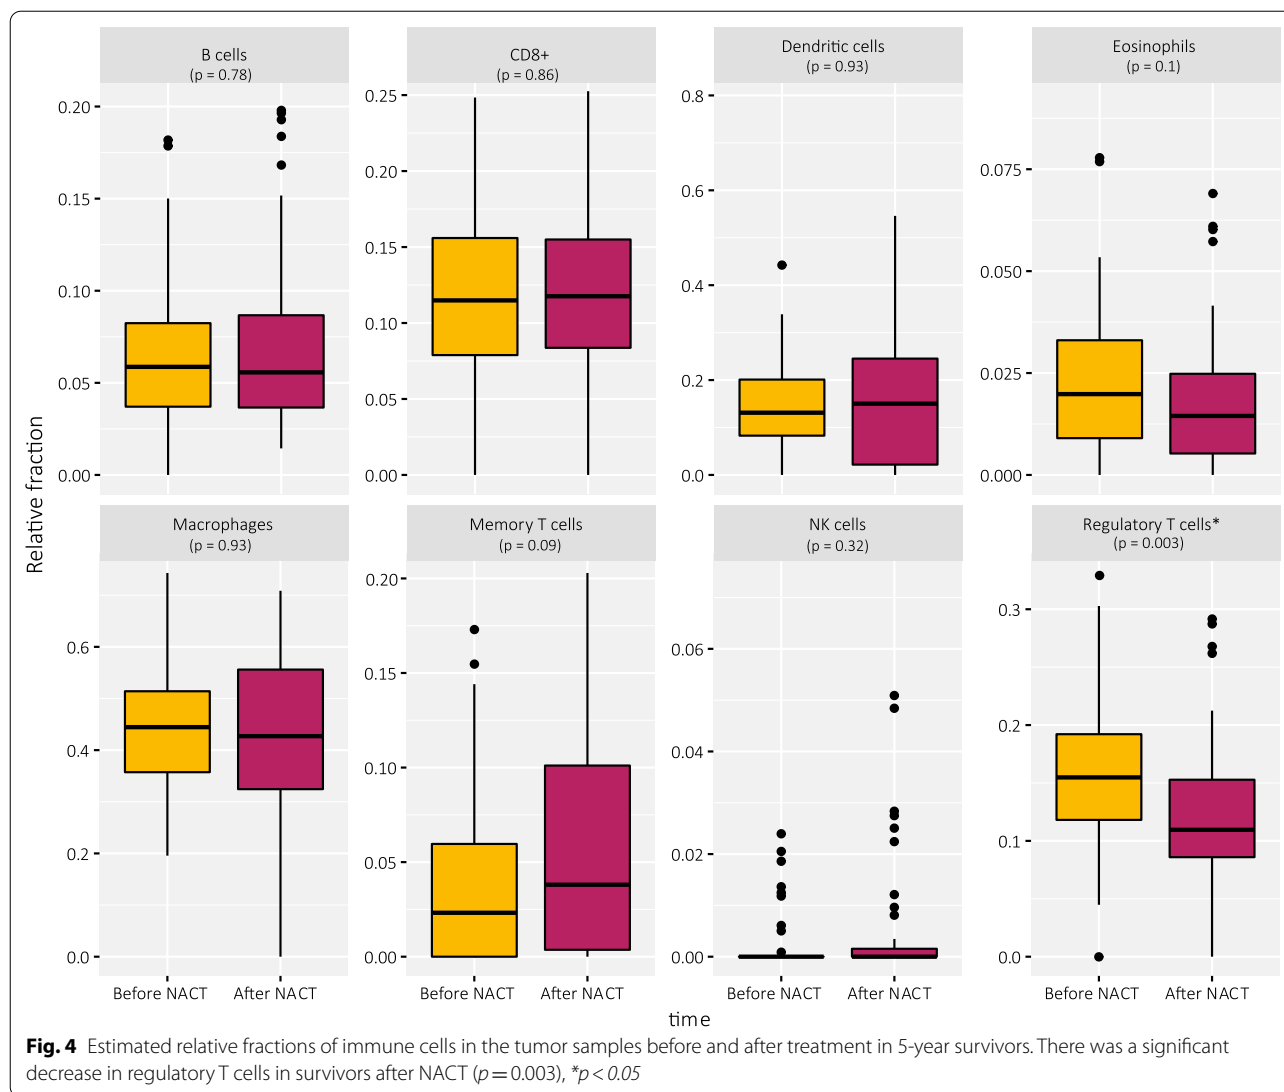 B cells
(p = 0.78)
CD8+
(p = 0.86)
Dendritic cells
(p = 0.93)
Eosinophils
(p = 0.1)
0.20
0.15
0.10
0.05
0.00
0.25
0.20
0.15
0.10
0.05
0.00
0.8
0.6
0.4
0.2
0.0
0.075
0.050
0.025
0.000
Relative fraction
Macrophages
(p = 0.93)
Memory T cells
(p = 0.09)
NK cells
(p = 0.32)
Regulatory T cells*
(p = 0.003)
0.6
0.4
0.2
0.0
0.20
0.15
0.10
0.05
0.00
0.06
0.04
0.02
0.00
0.3
0.2
0.1
0.0
Before NACT After NACT
Before NACT After NACT
Before NACT After NACT
Before NACT After NACT
time
Fig. 4 Estimated relative fractions of immune cells in the tumor samples before and after treatment in 5-year survivors. There was a significant
decrease in regulatory T cells in survivors after NACT (p = 0.003), *p < 0.05